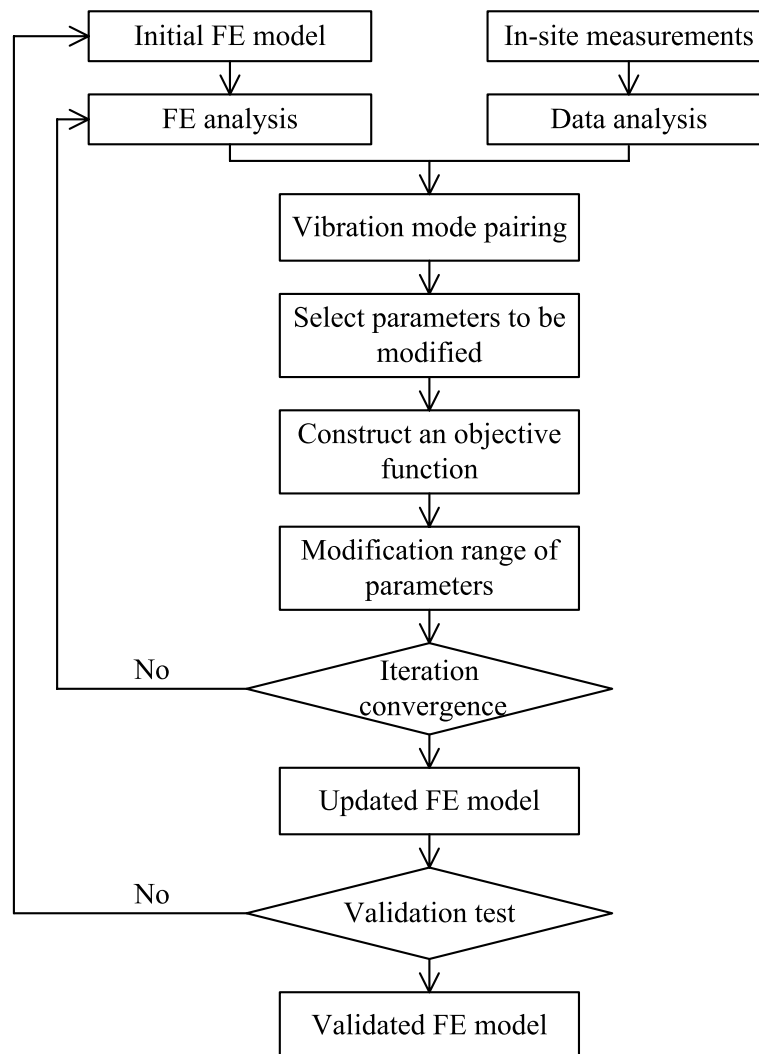 Initial FE model
In-site measurements
FE analysis
Data analysis
Vibration mode pairing
Select parameters to be
modified
Construct an objective
function
Modification range of
parameters
No
Iteration
convergence
Updated FE model
No
Validation test
Validated FE model